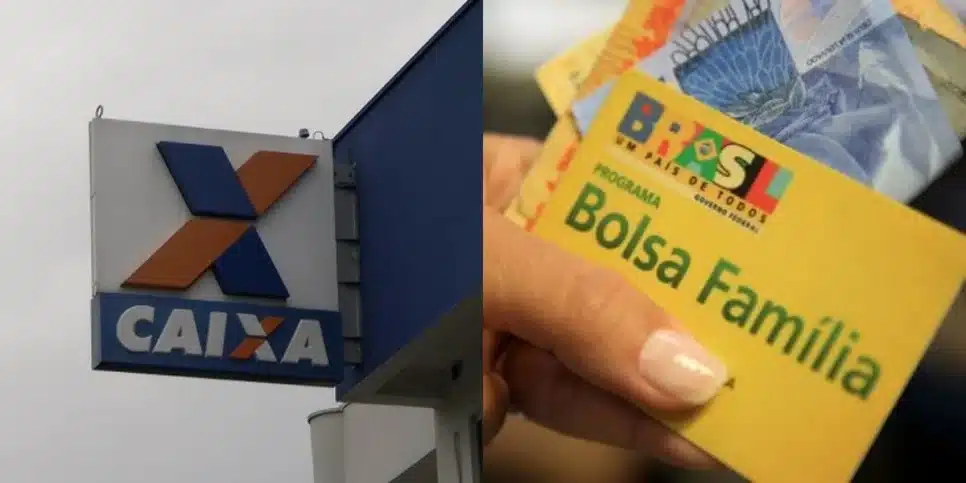 CAIXA
BRASIL
UM PAÍS DE TODOS
GOVERNO FEDERAL
PROGRAMA
Bolsa Família